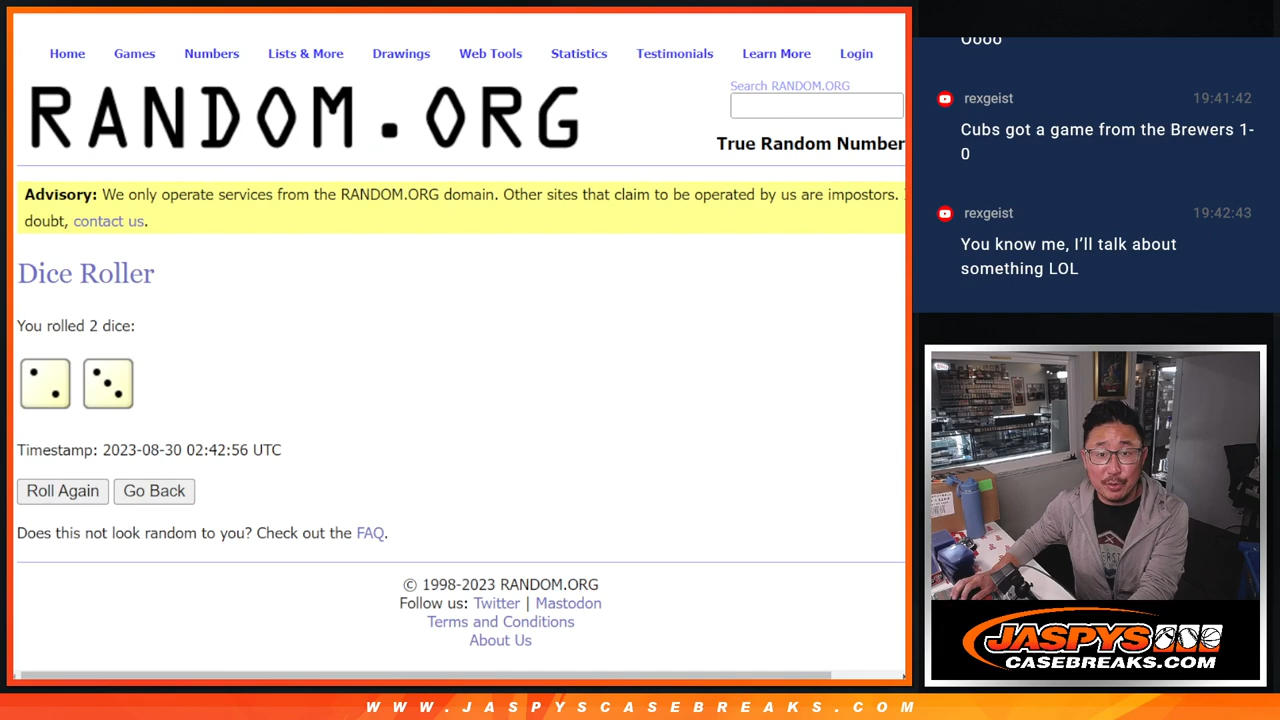 Home Games Numbers Lists & More Drawings Web Tools Statistics Testimonials Learn More Login
RANDOM.ORG
Search RANDOM.ORG
True Random Number
Advisory: We only operate services from the RANDOM.ORG domain. Other sites that claim to be operated by us are impostors.
doubt, contact us.
Dice Roller
You rolled 2 dice:
Timestamp: 2023-08-30 02:42:56 UTC
Roll Again Go Back
Does this not look random to you? Check out the FAQ.
© 1998-2023 RANDOM.ORG
Follow us: Twitter | Mastodon
Terms and Conditions
About Us
Oooo
rexgeist 19:41:42
Cubs got a game from the Brewers 1-
0
rexgeist 19:42:43
You know me, I’ll talk about
something LOL
JASPYS
CASEBREAKS.COM
WWW.JASPYSCASEBREAKS.COM